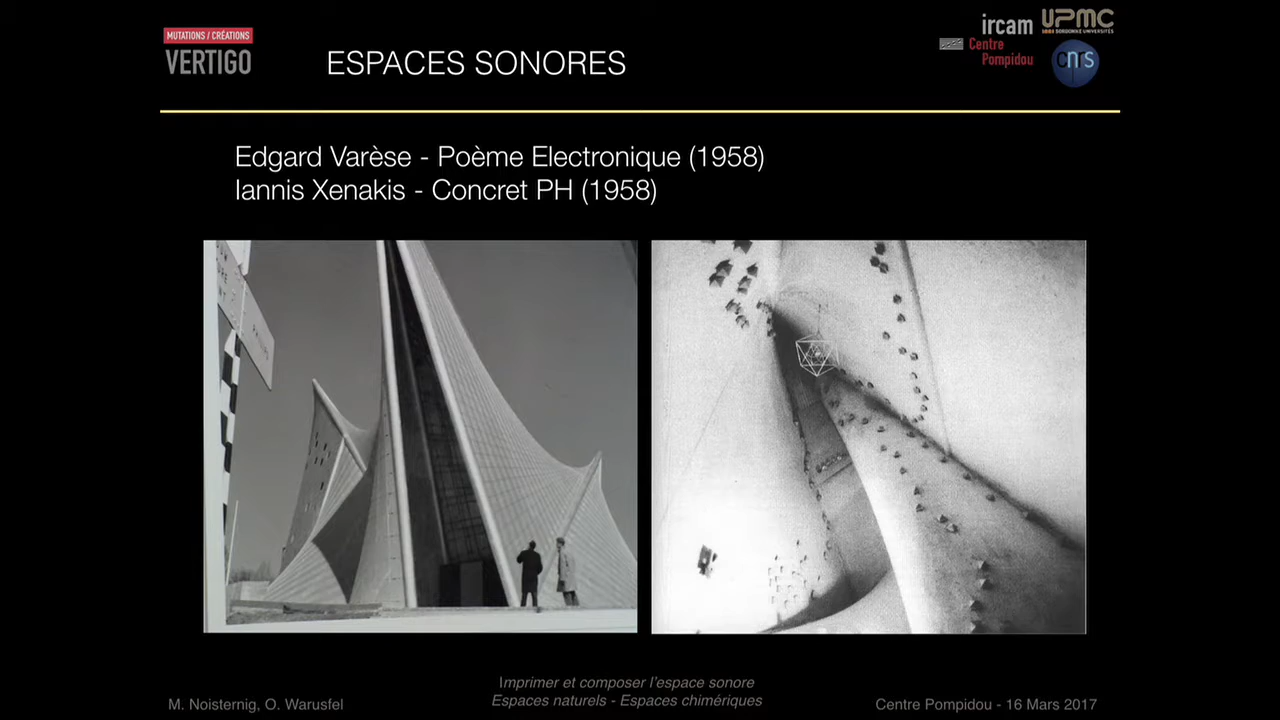 MUTATIONS / CRÉATIONS
VERTIGO
ESPACES SONORES
ircam
Centre
Pompidou
UPMC
SORBONNE UNIVERSITÉS
cnrs
Edgard Varèse - Poème Electronique (1958)
Iannis Xenakis - Concret PH (1958)
Imprimer et composer l'espace sonore
Espaces naturels - Espaces chimériques
M. Noisternig, O. Warusfel
Centre Pompidou - 16 Mars 2017